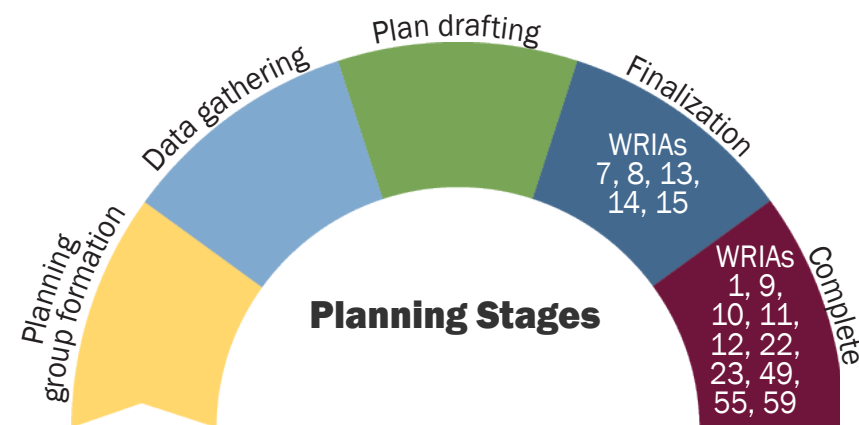 Planning
group formation
Data gathering
Plan drafting
Finalization
WRIAs
7, 8, 13,
14, 15
Complete
WRIAs
1, 9,
10, 11,
12, 22,
23, 49,
55, 59
Planning Stages